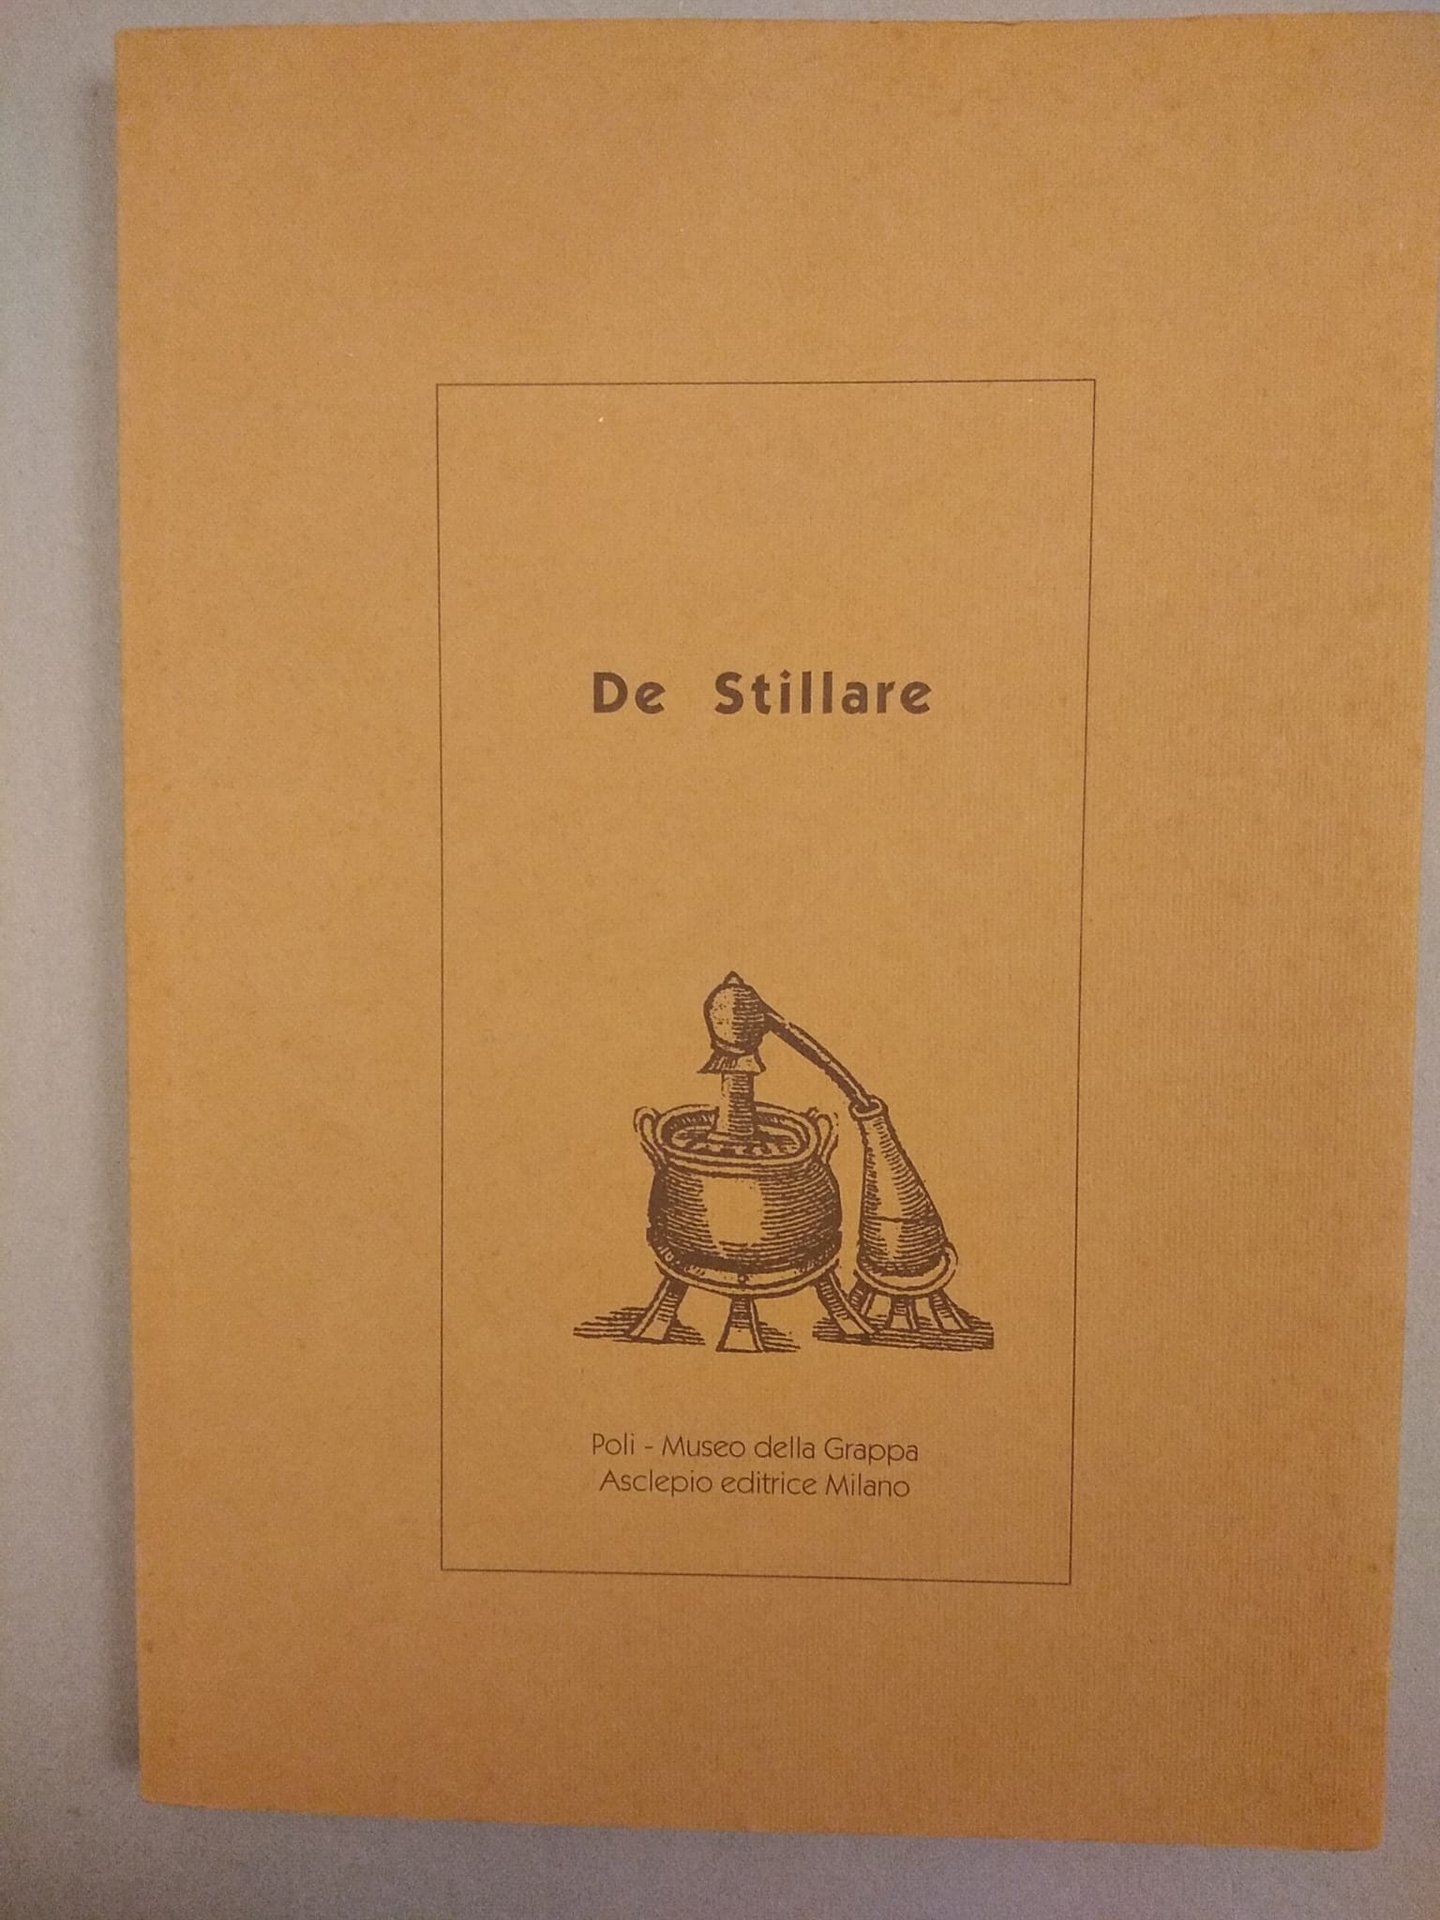 De Stillare
Poli - Museo della Grappa
Asclepio editrice Milano